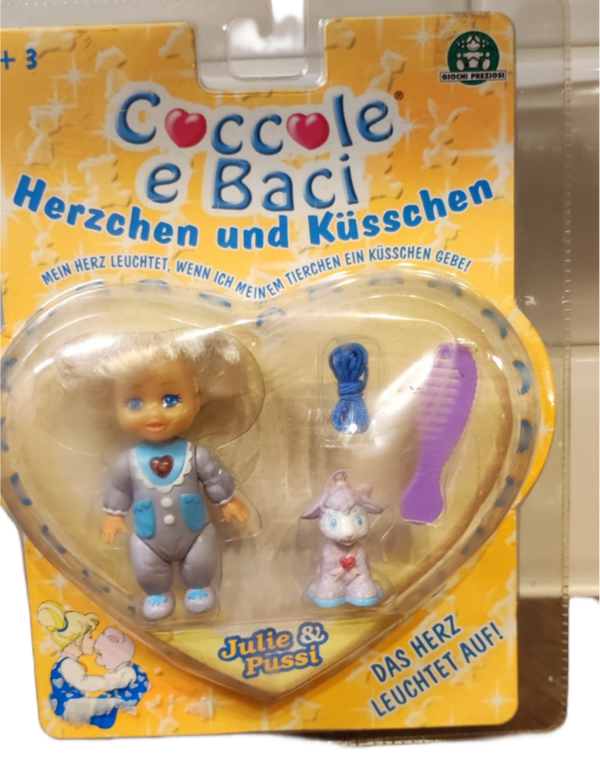 + 3
GIOCHI PREZIOSI
Coccole®
e Baci
Herzchen und Küsschen
MEIN HERZ LEUCHTET, WENN ICH MEINEM TIERCHEN EIN KÜSSCHEN GEBE!
Julie &
Pussi
DAS HERZ
LEUCHTET AUF!